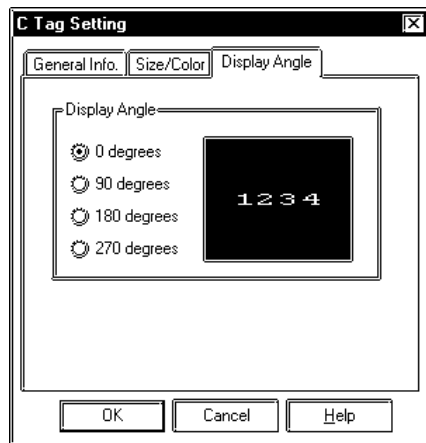 C Tag Setting
General Info. Size/Color Display Angle
Display Angle
0 degrees
90 degrees
1234
180 degrees
270 degrees
OK Cancel Help